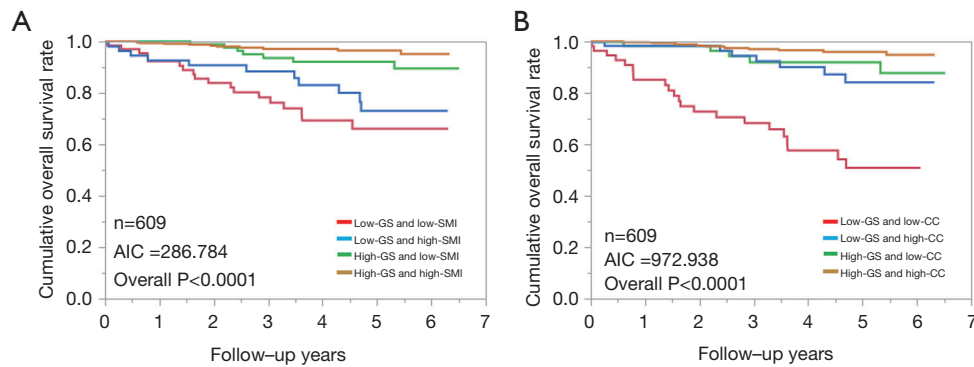 A
Cumulative overall survival rate
1.0
0.8
0.6
0.4
0.2
0.0
n=609
AIC =286.784
Overall P<0.0001
Low-GS and low-SMI
Low-GS and high-SMI
High-GS and low-SMI
High-GS and high-SMI
0 1 2 3 4 5 6 7
Follow–up years
B
Cumulative overall survival rate
1.0
0.8
0.6
0.4
0.2
0.0
n=609
AIC =972.938
Overall P<0.0001
Low-GS and low-CC
Low-GS and high-CC
High-GS and low-CC
High-GS and high-CC
0 1 2 3 4 5 6 7
Follow–up years